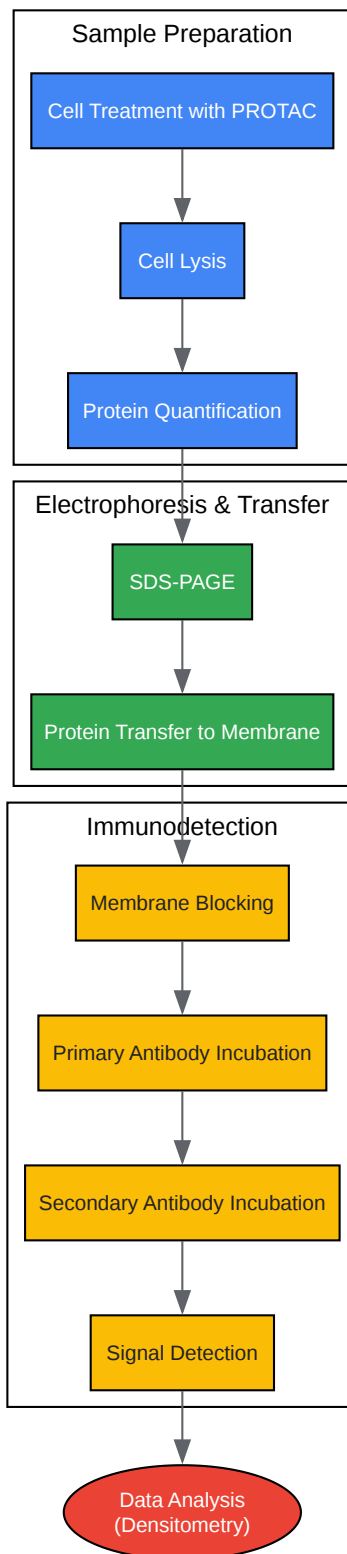 Sample Preparation
Cell Treatment with PROTAC
Cell Lysis
Protein Quantification
Electrophoresis & Transfer
SDS-PAGE
Protein Transfer to Membrane
Immunodetection
Membrane Blocking
Primary Antibody Incubation
Secondary Antibody Incubation
Signal Detection
Data Analysis
(Densitometry)